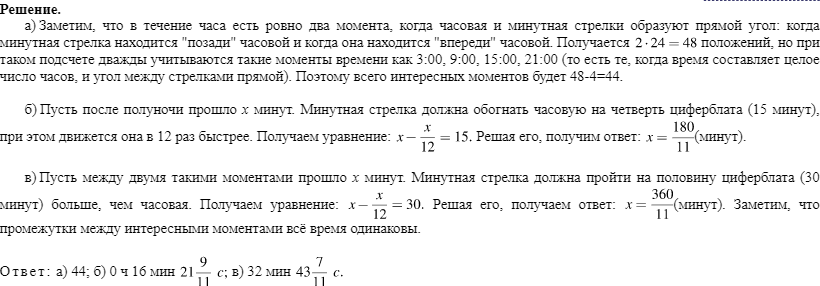 Решение.
а) Заметим, что в течение часа есть ровно два момента, когда часовая и минутная стрелки образуют прямой угол: когда
минутная стрелка находится "позади" часовой и когда она находится "впереди" часовой. Получается 2 · 24 = 48 положений, но при
таком подсчете дважды учитываются такие моменты времени как 3:00, 9:00, 15:00, 21:00 (то есть те, когда время составляет целое
число часов, и угол между стрелками прямой). Поэтому всего интересных моментов будет 48-4=44.
б) Пусть после полуночи прошло x минут. Минутная стрелка должна обогнать часовую на четверть циферблата (15 минут),
при этом движется она в 12 раз быстрее. Получаем уравнение: x − x/12 = 15. Решая его, получим ответ: x = 180/11 (минут).
в) Пусть между двумя такими моментами прошло x минут. Минутная стрелка должна пройти на половину циферблата (30
минут) больше, чем часовая. Получаем уравнение: x − x/12 = 30. Решая его, получаем ответ: x = 360/11 (минут). Заметим, что
промежутки между интересными моментами всё время одинаковы.
Ответ: а) 44; б) 0 ч 16 мин 21 9/11 с; в) 32 мин 43 7/11 с.